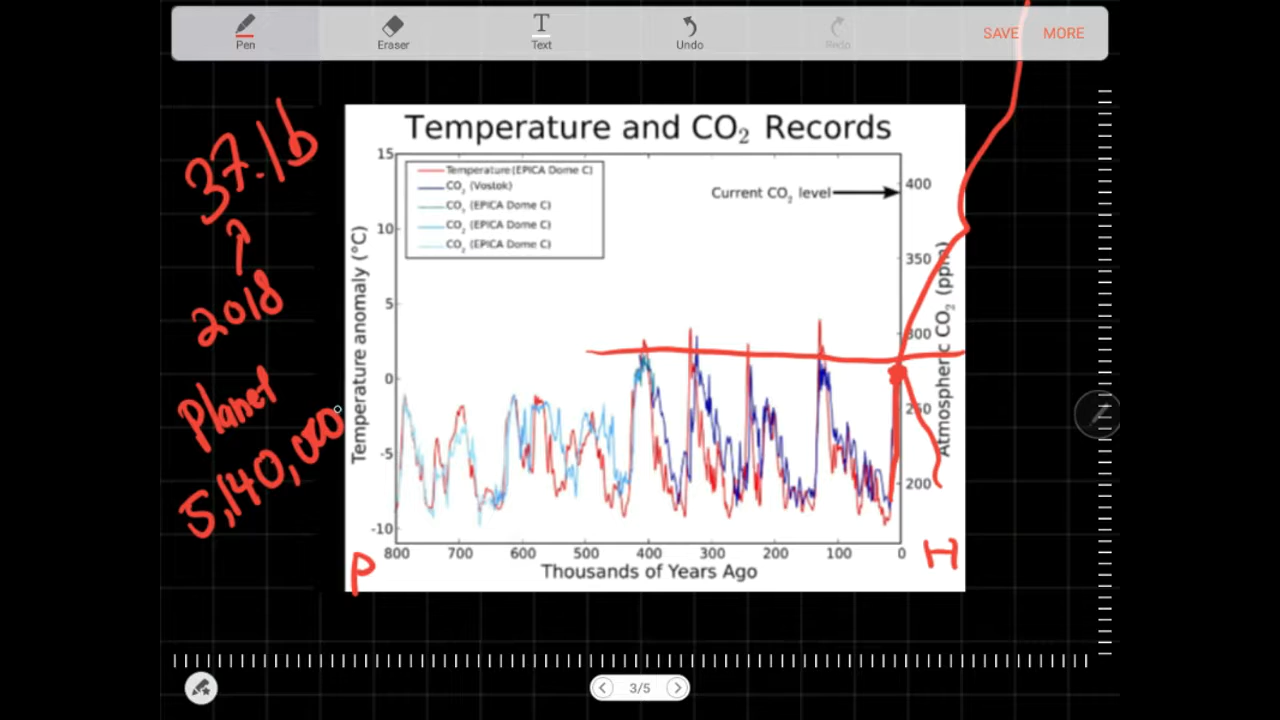 Pen
Eraser
T
Text
Undo
Redo
SAVE
MORE
37.1b
2018
Planet
5,140,000
Temperature and CO₂ Records
Temperature (EPICA Dome C)
CO₂ (Vostok)
CO₂ (EPICA Dome C)
CO₂ (EPICA Dome C)
CO₂ (EPICA Dome C)
Current CO₂ level
Temperature anomaly (°C)
15
10
5
0
-5
-10
400
350
300
250
200
Atmospheric CO₂ (ppm)
800 700 600 500 400 300 200 100 0
Thousands of Years Ago
P
H
3/5